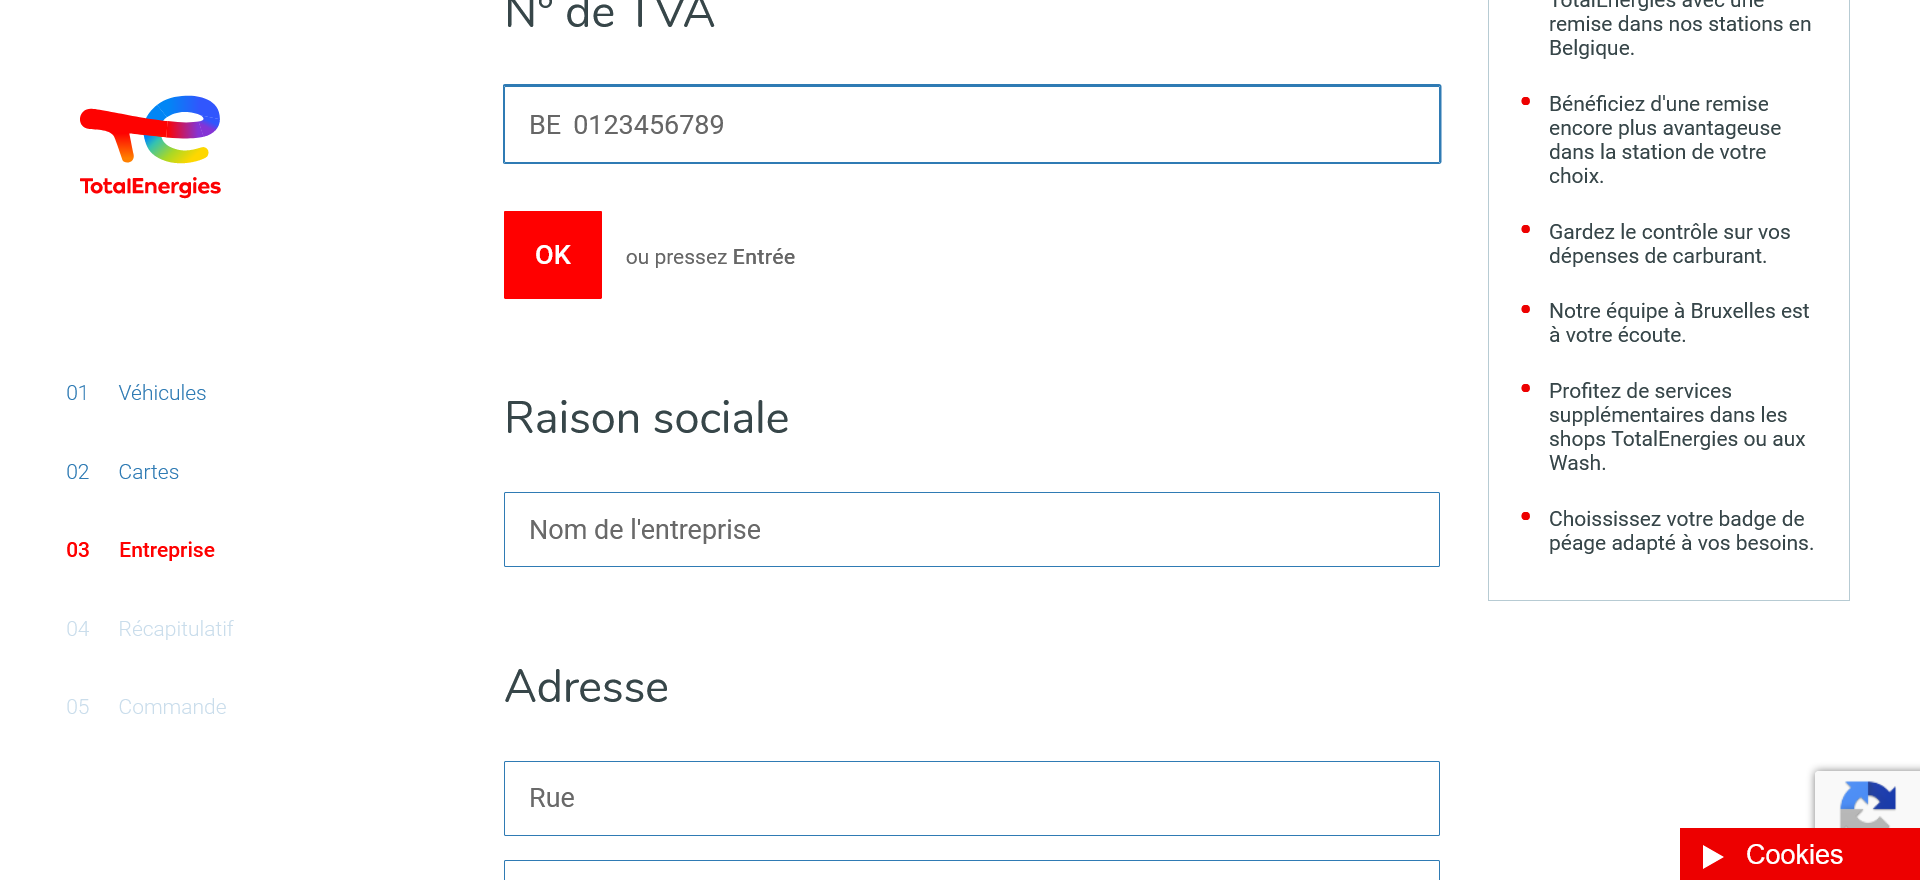 TotalEnergies
01 Véhicules
02 Cartes
03 Entreprise
04 Récapitulatif
05 Commande
N° de TVA
BE 0123456789
OK ou pressez Entrée
Raison sociale
Nom de l'entreprise
Adresse
Rue
TotalEnergies avec une
remise dans nos stations en
Belgique.
Bénéficiez d'une remise
encore plus avantageuse
dans la station de votre
choix.
Gardez le contrôle sur vos
dépenses de carburant.
Notre équipe à Bruxelles est
à votre écoute.
Profitez de services
supplémentaires dans les
shops TotalEnergies ou aux
Wash.
Choississez votre badge de
péage adapté à vos besoins.
Cookies